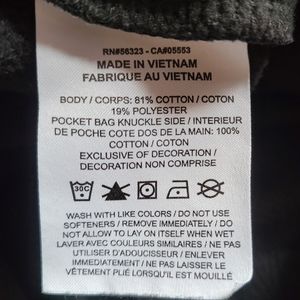 RN#56323 - CA#05553
MADE IN VIETNAM
FABRIQUE AU VIETNAM
BODY / CORPS: 81% COTTON / COTON
19% POLYESTER
POCKET BAG KNUCKLE SIDE / INTERIEUR
DE POCHE COTE DOS DE LA MAIN: 100%
COTTON / COTON
EXCLUSIVE OF DECORATION /
DECORATION NON COMPRISE
30C
WASH WITH LIKE COLORS / DO NOT USE
SOFTENERS / REMOVE IMMEDIATELY / DO
NOT ALLOW TO LAY ON ITSELF WHEN WET
LAVER AVEC COULEURS SIMILAIRES / NE PAS
UTILISER D'ADOUCISSANT / ENLEVER
IMMÉDIATEMENT / NE PAS LAISSER LE
VÊTEMENT PLIÉ LORSQU'IL EST MOUILLÉ